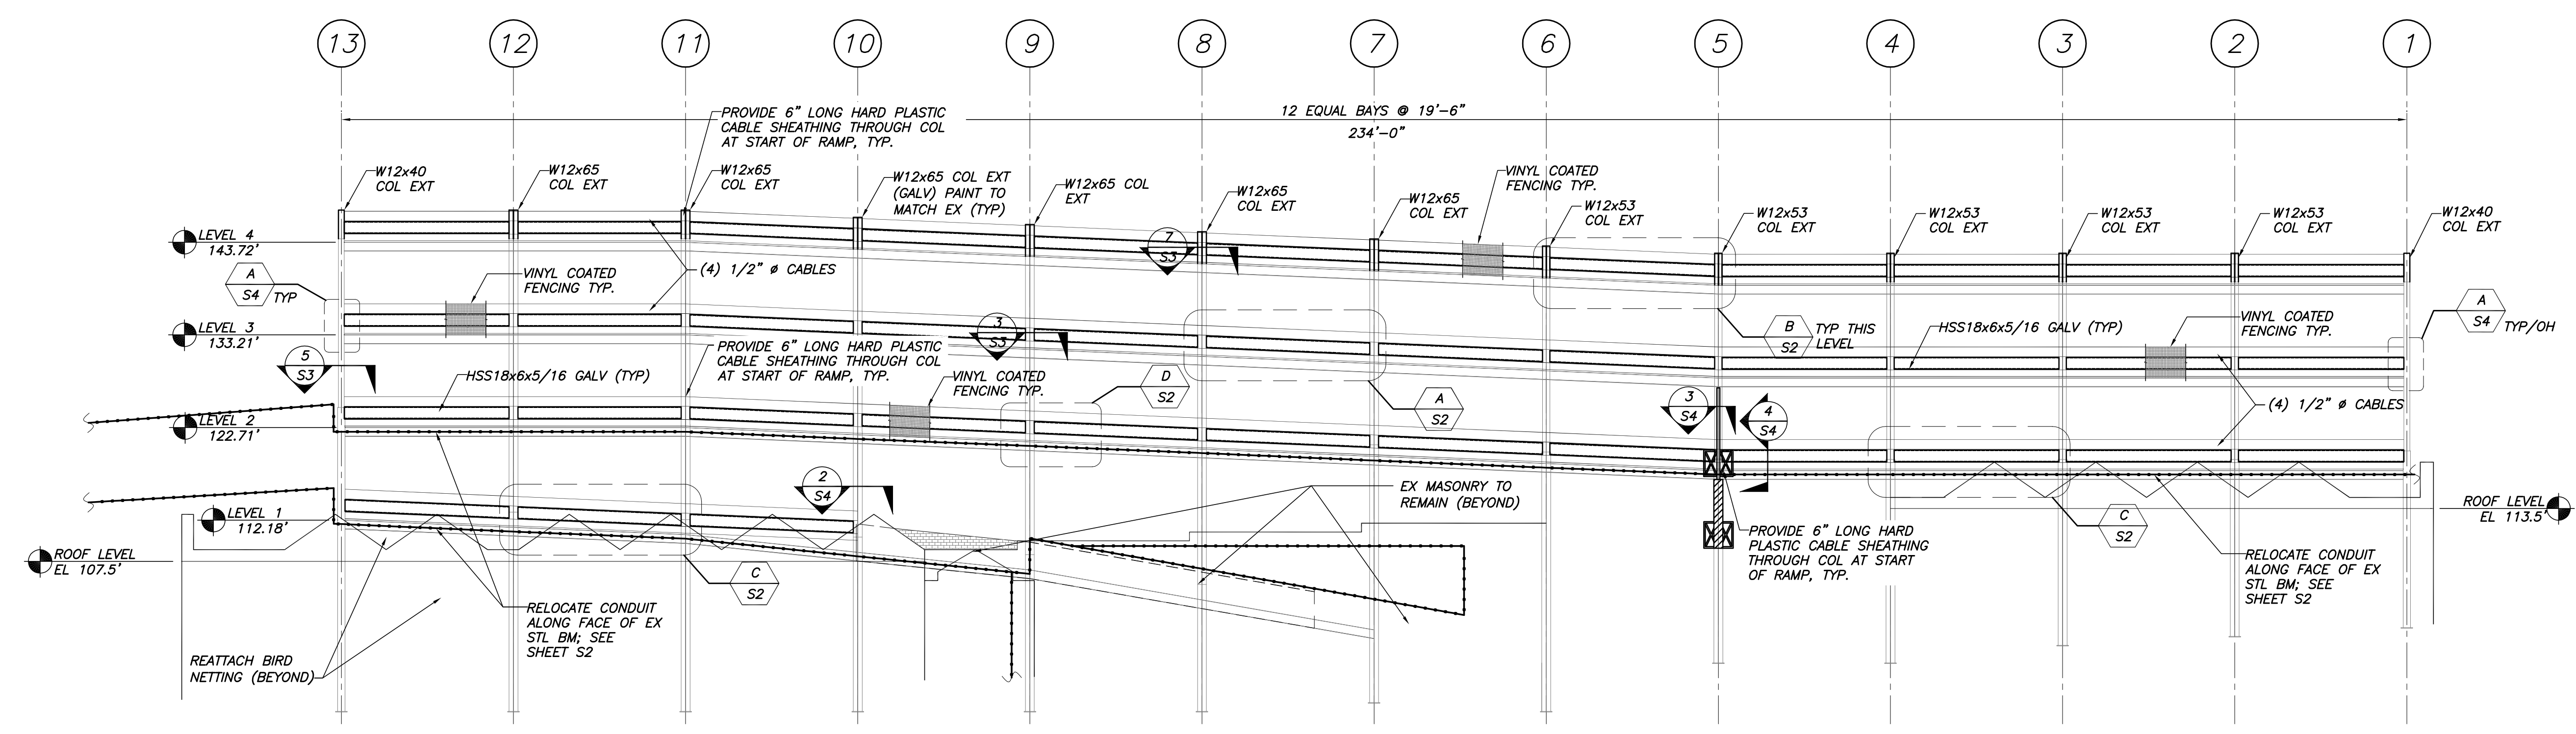 13
12
11
10
9
8
7
6
5
4
3
2
1
12 EQUAL BAYS @ 19'-6"
234'-0"
PROVIDE 6" LONG HARD PLASTIC
CABLE SHEATHING THROUGH COL
AT START OF RAMP, TYP.
W12x40
COL EXT
W12x65
COL EXT
W12x65
COL EXT
W12x65 COL EXT
(GALV) PAINT TO
MATCH EX (TYP)
W12x65 COL
EXT
W12x65
COL EXT
W12x65
COL EXT
VINYL COATED
FENCING TYP.
W12x53
COL EXT
W12x53
COL EXT
W12x53
COL EXT
W12x53
COL EXT
W12x53
COL EXT
W12x40
COL EXT
LEVEL 4
143.72'
7
S3
(4) 1/2" ø CABLES
A
S4
TYP
VINYL COATED
FENCING TYP.
LEVEL 3
133.21'
3
S3
B
S2
TYP THIS
LEVEL
HSS18x6x5/16 GALV (TYP)
VINYL COATED
FENCING TYP.
A
S4
TYP/OH
5
S3
HSS18x6x5/16 GALV (TYP)
PROVIDE 6" LONG HARD PLASTIC
CABLE SHEATHING THROUGH COL
AT START OF RAMP, TYP.
VINYL COATED
FENCING TYP.
D
S2
A
S2
3
S4
4
S4
(4) 1/2" ø CABLES
LEVEL 2
122.71'
2
S4
EX MASONRY TO
REMAIN (BEYOND)
LEVEL 1
112.18'
ROOF LEVEL
EL 113.5'
C
S2
PROVIDE 6" LONG HARD
PLASTIC CABLE SHEATHING
THROUGH COL AT START
OF RAMP, TYP.
RELOCATE CONDUIT
ALONG FACE OF EX
STL BM; SEE
SHEET S2
ROOF LEVEL
EL 107.5'
C
S2
RELOCATE CONDUIT
ALONG FACE OF EX
STL BM; SEE
SHEET S2
REATTACH BIRD
NETTING (BEYOND)